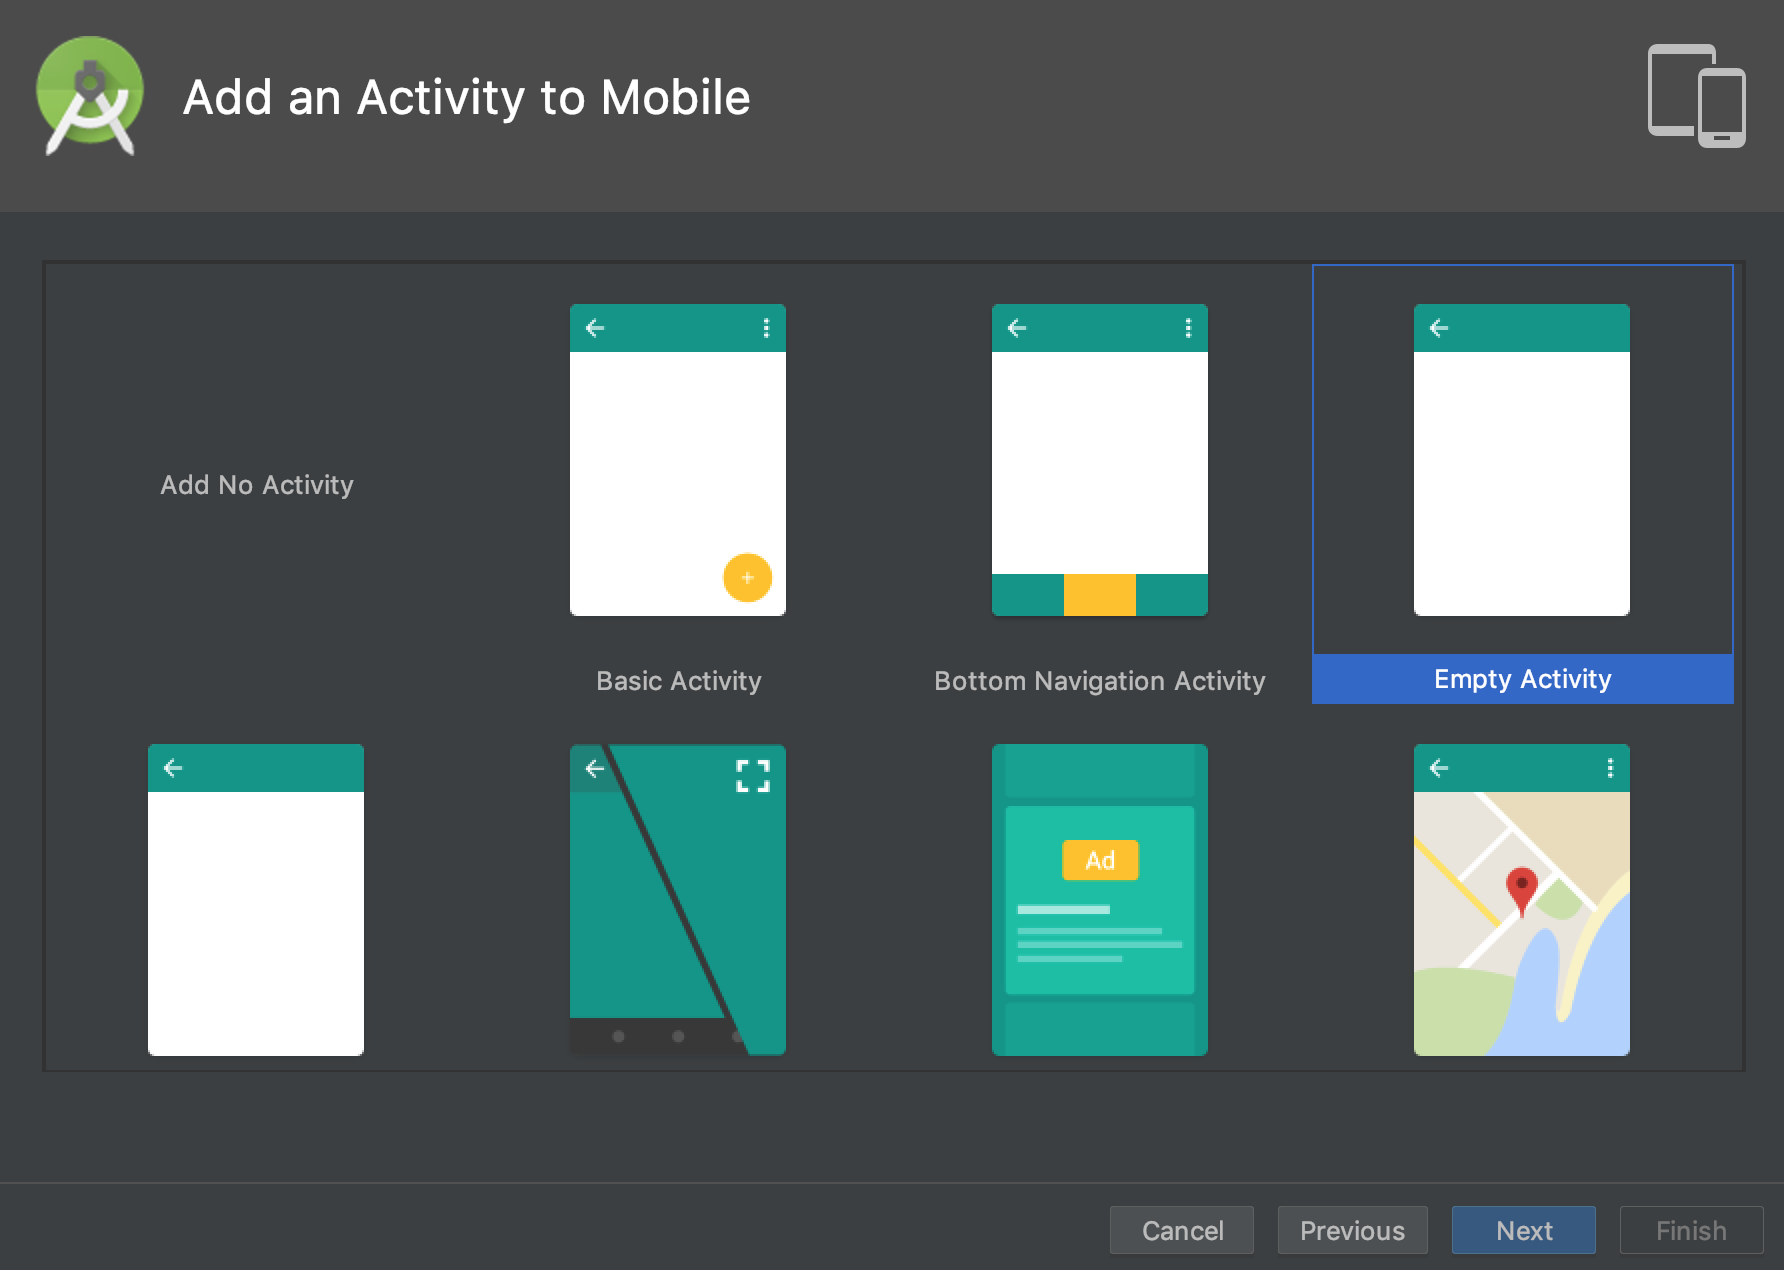 Add an Activity to Mobile
Add No Activity
Basic Activity
Bottom Navigation Activity
Empty Activity
Ad
Cancel
Previous
Next
Finish